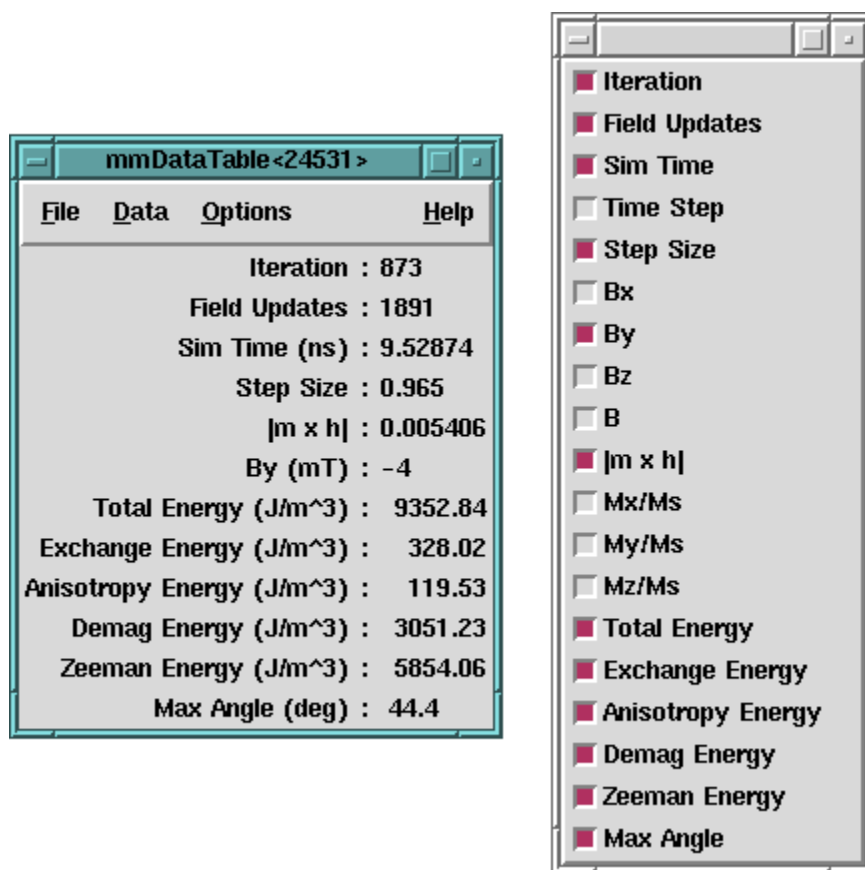 mmDataTable<24531>
File Data Options Help
Iteration : 873
Field Updates : 1891
Sim Time (ns) : 9.52874
Step Size : 0.965
|m x h| : 0.005406
By (mT) : -4
Total Energy (J/m^3) : 9352.84
Exchange Energy (J/m^3) : 328.02
Anisotropy Energy (J/m^3) : 119.53
Demag Energy (J/m^3) : 3051.23
Zeeman Energy (J/m^3) : 5854.06
Max Angle (deg) : 44.4
Iteration
Field Updates
Sim Time
Time Step
Step Size
Bx
By
Bz
B
|m x h|
Mx/Ms
My/Ms
Mz/Ms
Total Energy
Exchange Energy
Anisotropy Energy
Demag Energy
Zeeman Energy
Max Angle